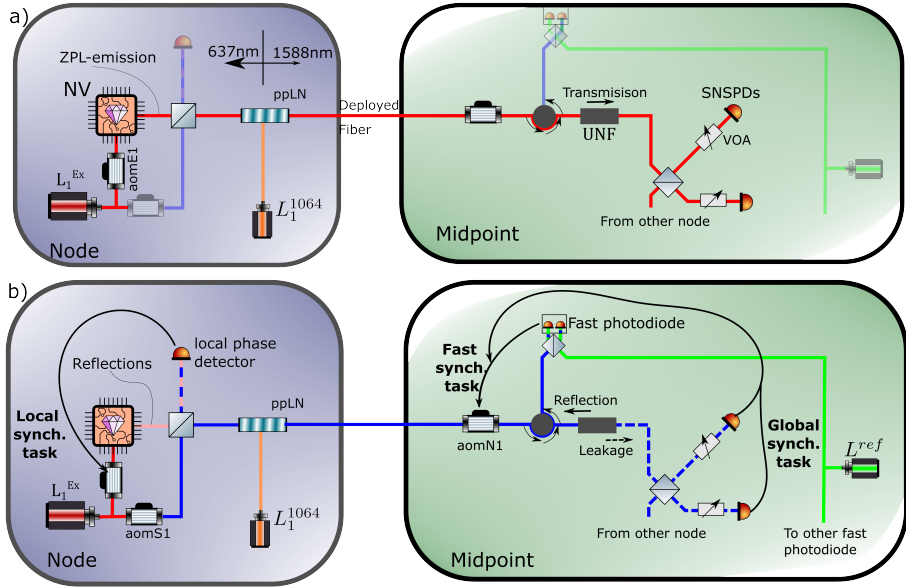 a)
637nm
1588nm
ZPL-emission
NV
ppLN
Deployed
Fiber
aomE1
L₁ᴱˣ
L₁¹⁰⁶⁴
Node
Transmisison
UNF
SNSPDs
VOA
From other node
Midpoint
b)
local phase
detector
Reflections
Local
synch.
task
ppLN
L₁ᴱˣ
aomS1
L₁¹⁰⁶⁴
Node
Fast photodiode
Fast
synch.
task
aomN1
Reflection
Leakage
Global
synch.
task
Lʳᵉᶠ
From other node
To other fast
photodiode
Midpoint